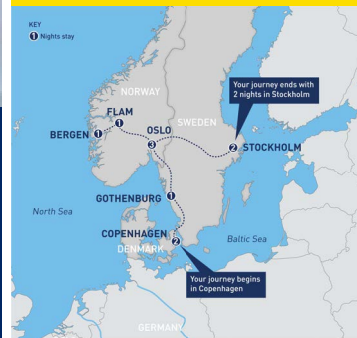 KEY
1 Nights stay
NORWAY
FLAM
1
BERGEN 1
OSLO
3
SWEDEN
Your journey ends with
2 nights in Stockholm
2 STOCKHOLM
GOTHENBURG 1
North Sea
COPENHAGEN
2
DENMARK
Baltic Sea
Your journey begins
in Copenhagen
GERMANY